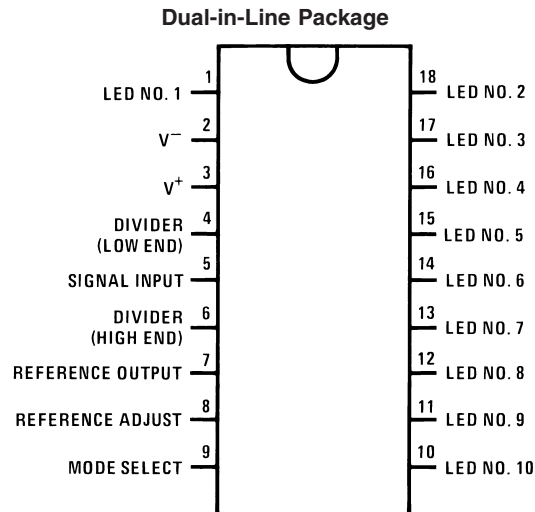 Dual-in-Line Package
1
LED NO. 1
2
V−
3
V+
4
DIVIDER
(LOW END)
5
SIGNAL INPUT
6
DIVIDER
(HIGH END)
7
REFERENCE OUTPUT
8
REFERENCE ADJUST
9
MODE SELECT
18
LED NO. 2
17
LED NO. 3
16
LED NO. 4
15
LED NO. 5
14
LED NO. 6
13
LED NO. 7
12
LED NO. 8
11
LED NO. 9
10
LED NO. 10